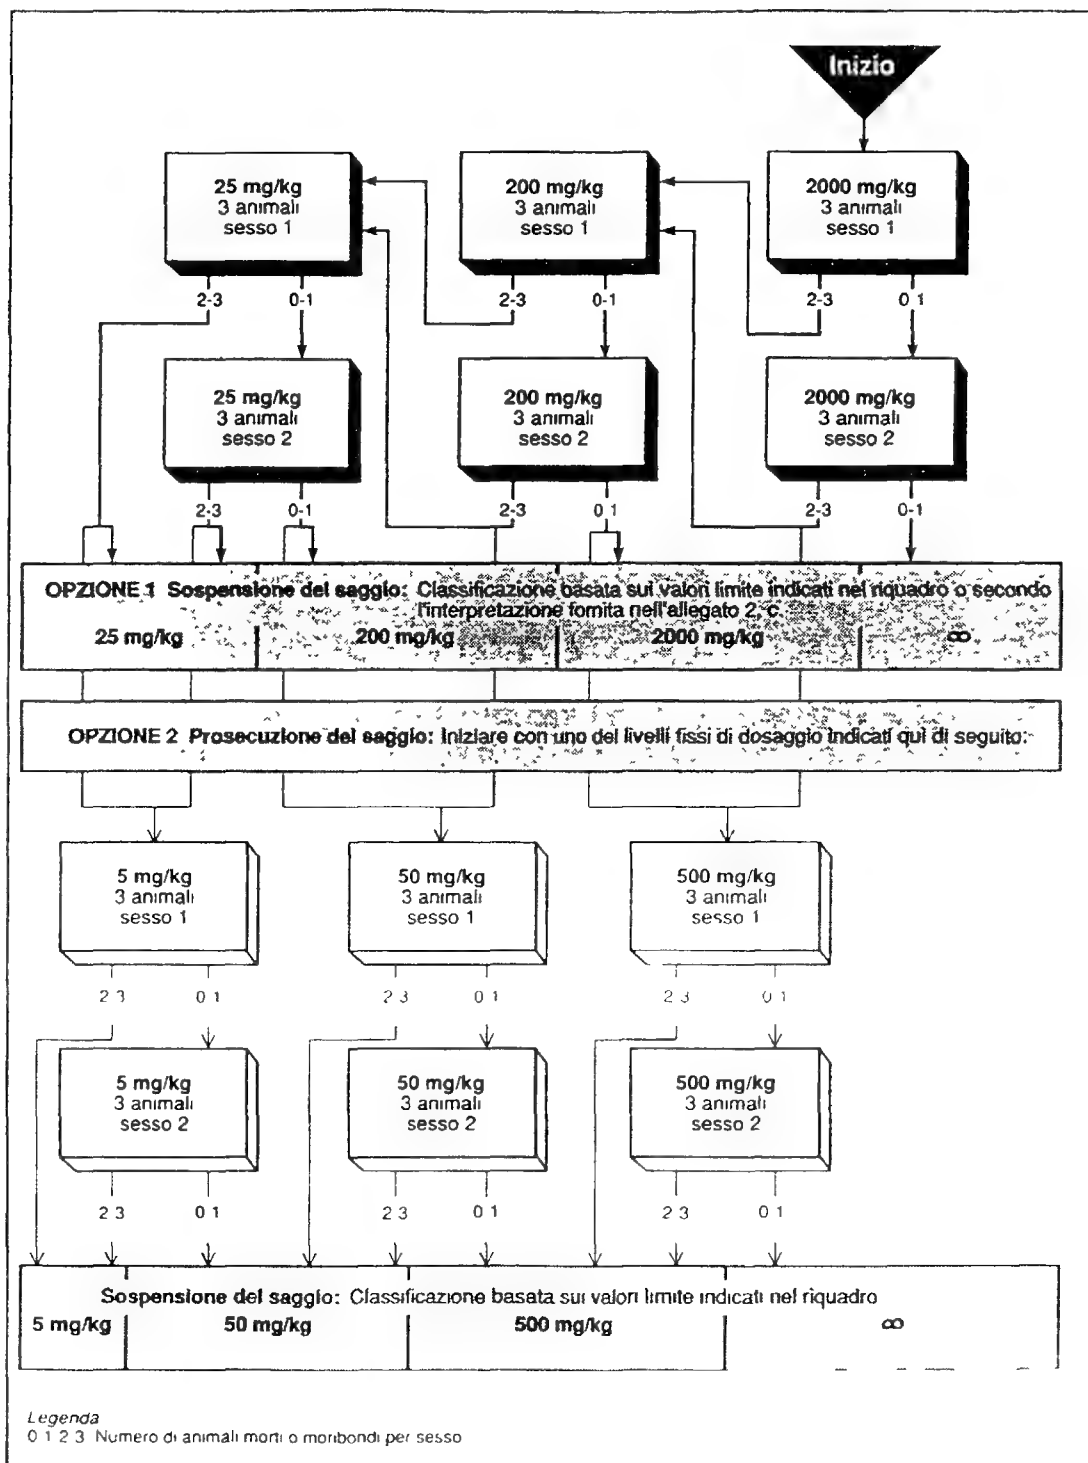 Inizio
25 mg/kg
3 animali
sesso 1
200 mg/kg
3 animali
sesso 1
2000 mg/kg
3 animali
sesso 1
2-3
0-1
2-3
0-1
2-3
0 1
25 mg/kg
3 animali
sesso 2
200 mg/kg
3 animali
sesso 2
2000 mg/kg
3 animali
sesso 2
2-3
0-1
2-3
0 1
2-3
0-1
OPZIONE 1 Sospensione del saggio: Classificazione basata sui valori limite indicati nel riquadro o secondo
l'interpretazione fornita nell'allegato 2, c.
25 mg/kg
200 mg/kg
2000 mg/kg
∞
OPZIONE 2 Prosecuzione del saggio: Iniziare con uno dei livelli fissi di dosaggio indicati qui di seguito:
5 mg/kg
3 animali
sesso 1
50 mg/kg
3 animali
sesso 1
500 mg/kg
3 animali
sesso 1
2 3
0 1
2 3
0 1
2 3
0 1
5 mg/kg
3 animali
sesso 2
50 mg/kg
3 animali
sesso 2
500 mg/kg
3 animali
sesso 2
2 3
0 1
2 3
0 1
2 3
0 1
Sospensione del saggio: Classificazione basata sui valori limite indicati nel riquadro
5 mg/kg
50 mg/kg
500 mg/kg
∞
Legenda
0 1 2 3 Numero di animali morti o moribondi per sesso